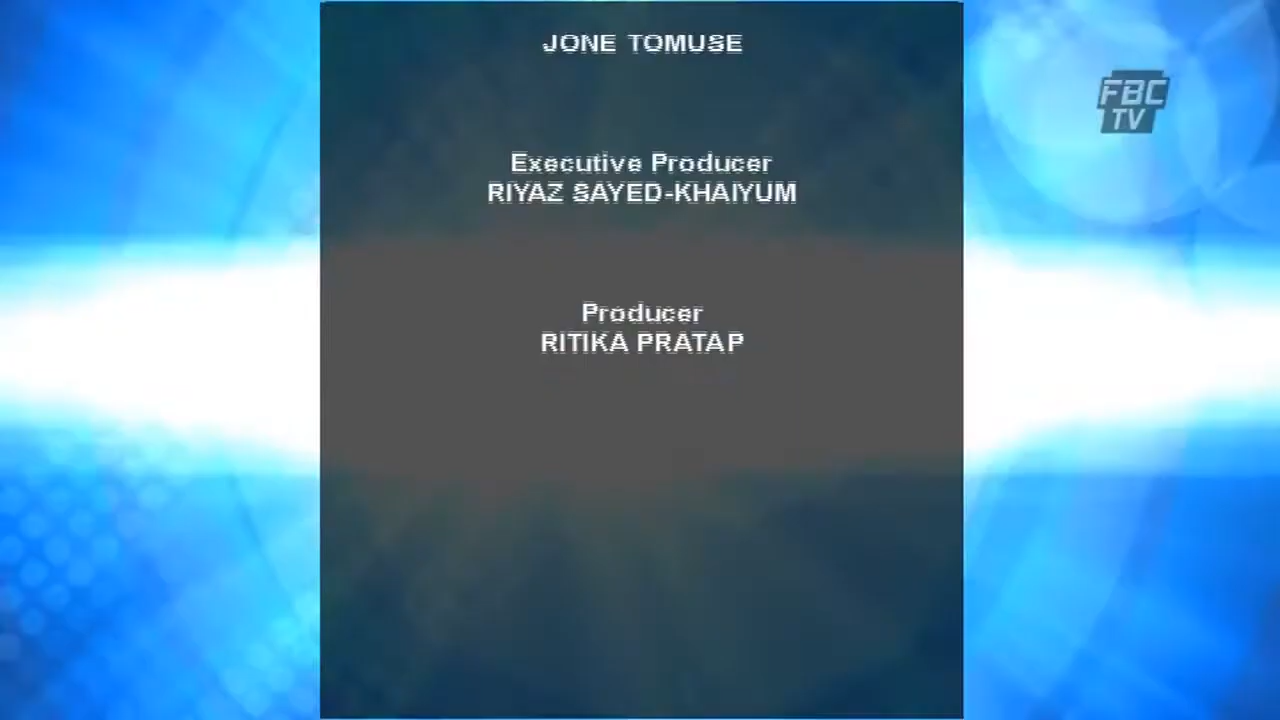 JONE TOMUSE
FBC
TV
Executive Producer
RIYAZ SAYED-KHAIYUM
Producer
RITIKA PRATAP